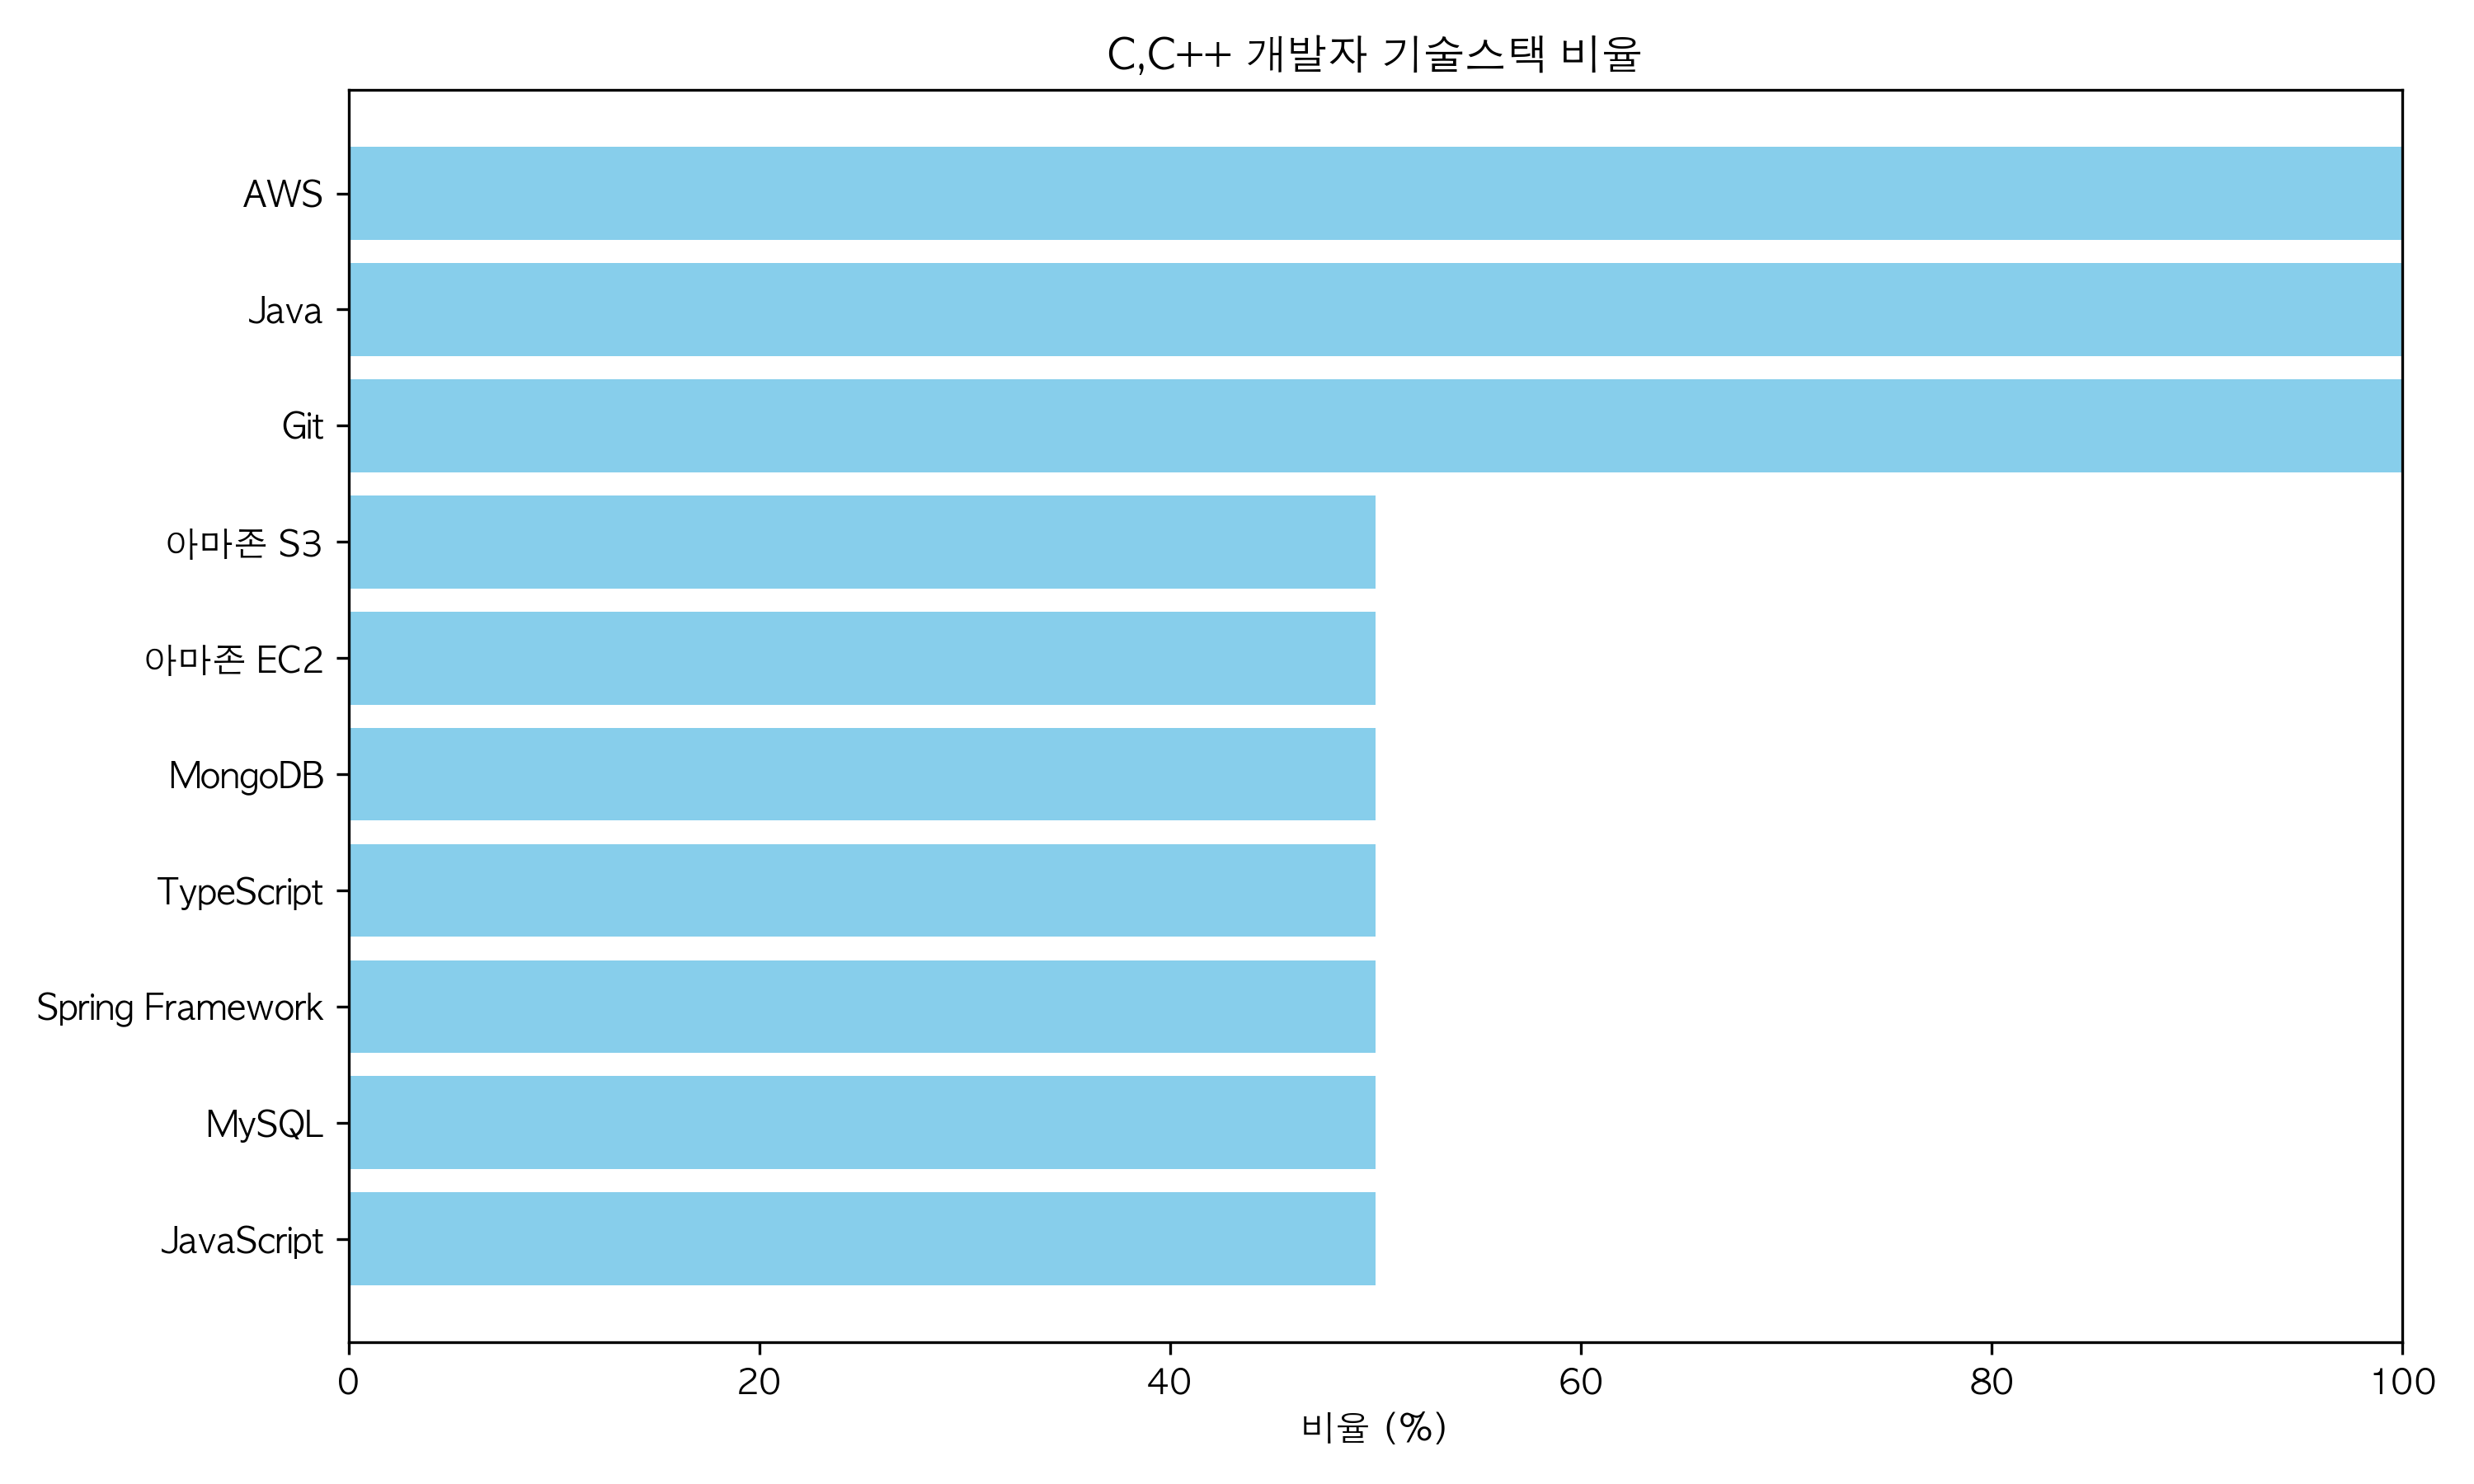 C,C++ 개발자 기술스택 비율
AWS
Java
Git
아마존 S3
아마존 EC2
MongoDB
TypeScript
Spring Framework
MySQL
JavaScript
0 20 40 60 80 100
비율 (%)